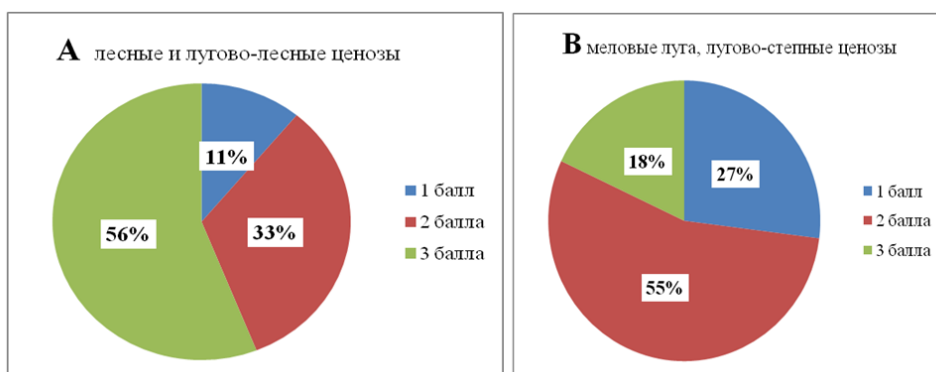 А лесные и лугово-лесные ценозы
11%
33%
56%
1 балл
2 балла
3 балла
В меловые луга, лугово-степные ценозы
18%
27%
55%
1 балл
2 балла
3 балла